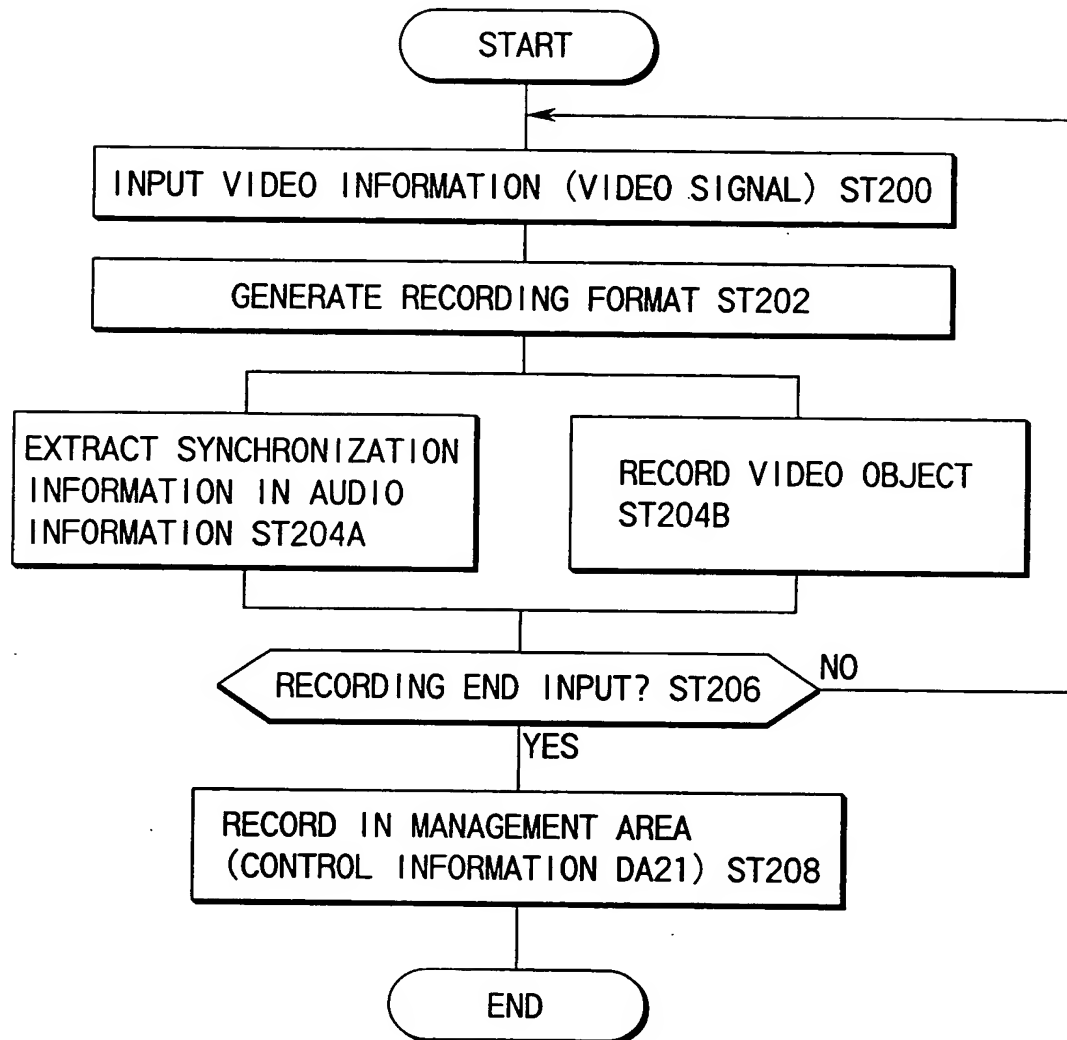 START
INPUT VIDEO INFORMATION (VIDEO SIGNAL) ST200
GENERATE RECORDING FORMAT ST202
EXTRACT SYNCHRONIZATION
INFORMATION IN AUDIO
INFORMATION ST204A
RECORD VIDEO OBJECT
ST204B
RECORDING END INPUT? ST206
NO
YES
RECORD IN MANAGEMENT AREA
(CONTROL INFORMATION DA21) ST208
END